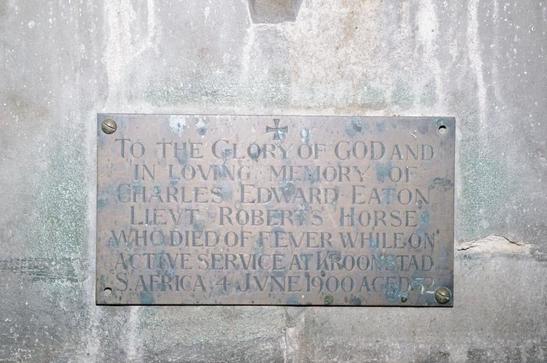 TO THE GLORY OF GOD AND
IN LOVING MEMORY OF
CHARLES EDWARD EATON
LIEVT ROBERTS HORSE
WHO DIED OF FEVER WHILE ON
ACTIVE SERVICE AT KROONSTAD
S. AFRICA, 4 JVNE 1900 AGED